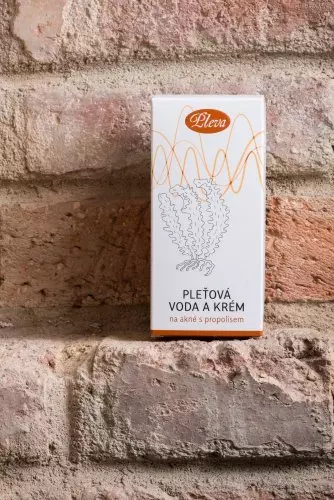 Pleva
PLEŤOVÁ
VODA A KRÉM
na akné s propolisem